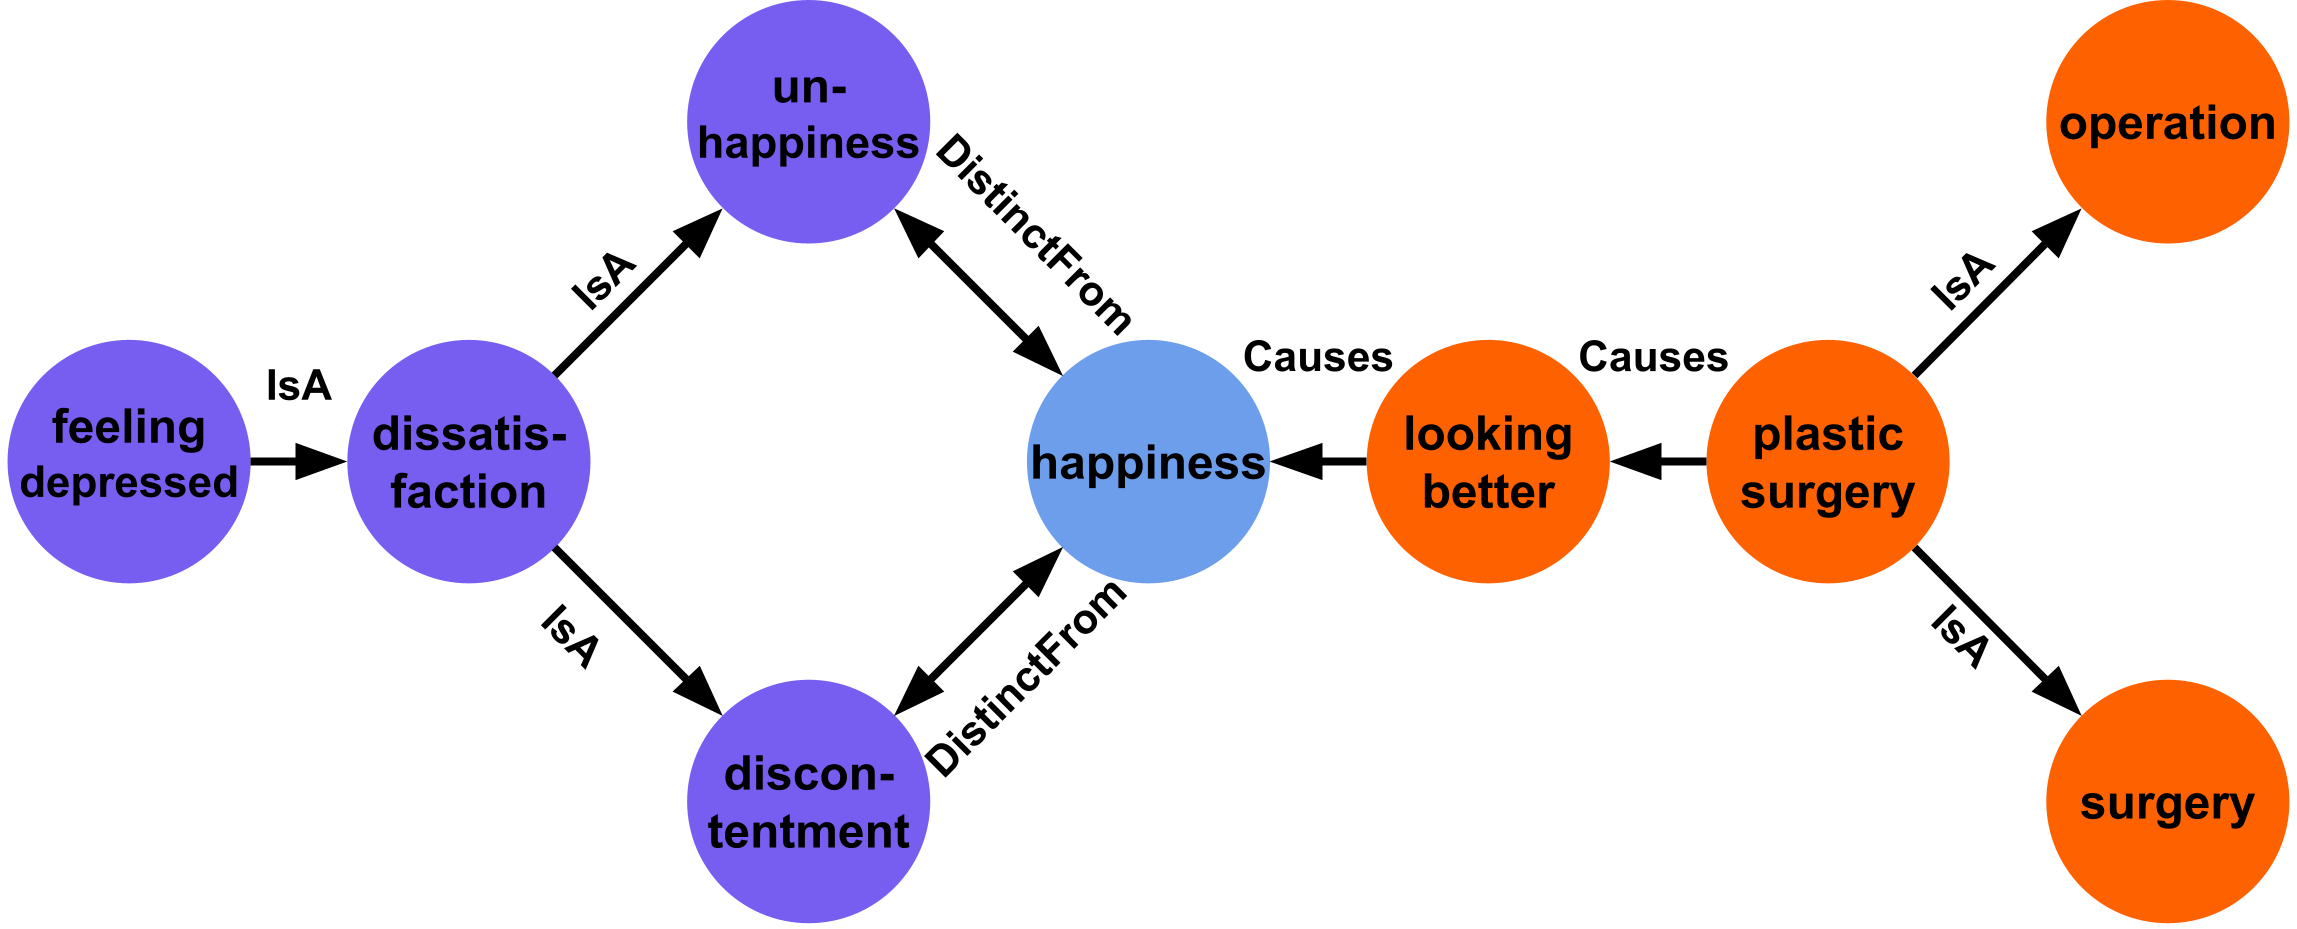 un-
happiness
operation
DistinctFrom
IsA
IsA
Causes
Causes
IsA
feeling
depressed
dissatis-
faction
happiness
looking
better
plastic
surgery
IsA
DistinctFrom
IsA
discon-
tentment
surgery